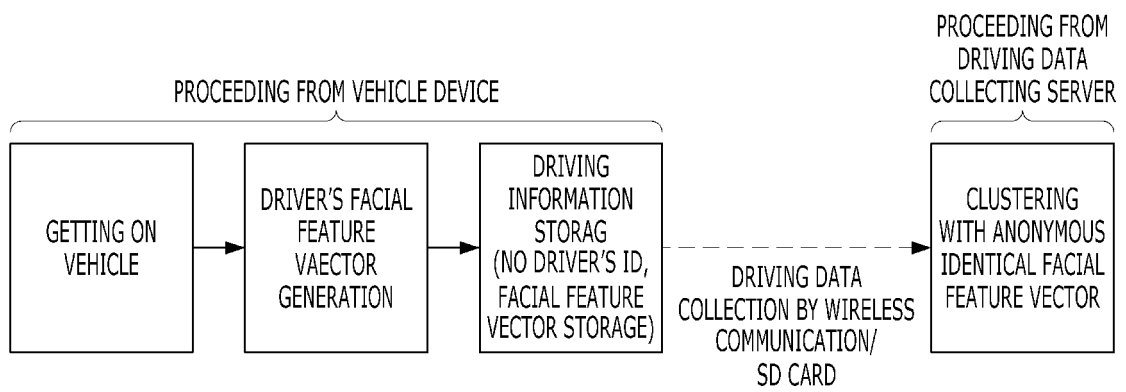 PROCEEDING FROM VEHICLE DEVICE
PROCEEDING FROM
DRIVING DATA
COLLECTING SERVER
GETTING ON
VEHICLE
DRIVER'S FACIAL
FEATURE
VAECTOR
GENERATION
DRIVING
INFORMATION
STORAG
(NO DRIVER'S ID,
FACIAL FEATURE
VECTOR STORAGE)
DRIVING DATA
COLLECTION BY WIRELESS
COMMUNICATION/
SD CARD
CLUSTERING
WITH ANONYMOUS
IDENTICAL FACIAL
FEATURE VECTOR